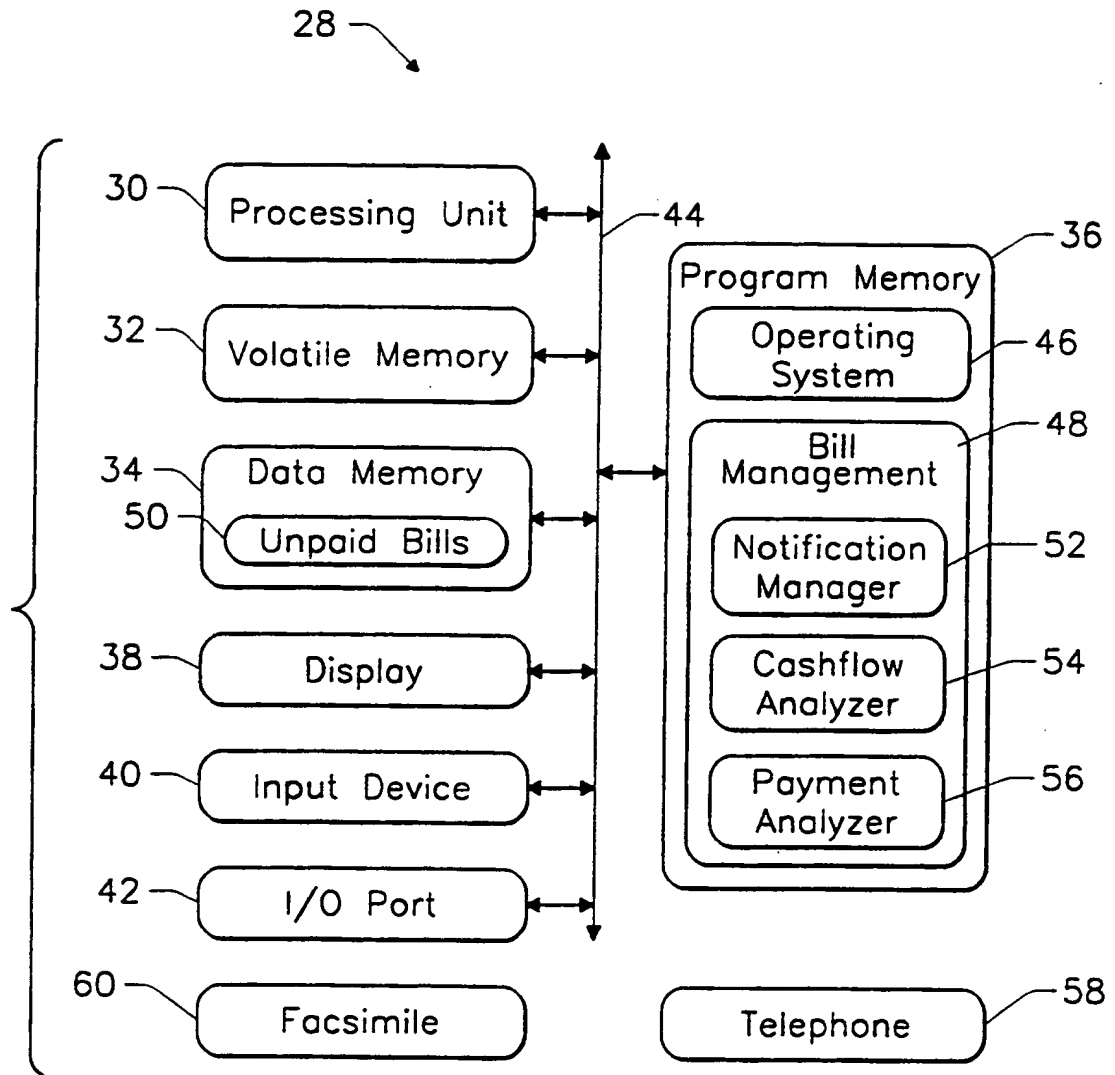 28
30
Processing Unit
44
36
Program Memory
32
Volatile Memory
Operating
System
46
34
Data Memory
50
Unpaid Bills
48
Bill
Management
Notification
Manager
52
38
Display
Cashflow
Analyzer
54
40
Input Device
Payment
Analyzer
56
42
I/O Port
60
Facsimile
Telephone
58